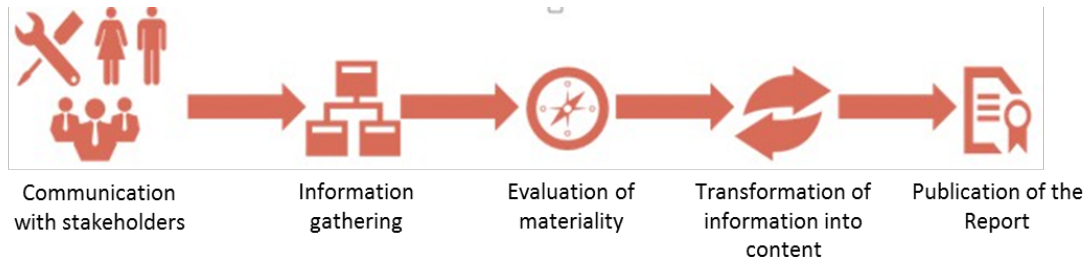 Communication
with stakeholders
Information
gathering
Evaluation of
materiality
Transformation of
information into
content
Publication of the
Report